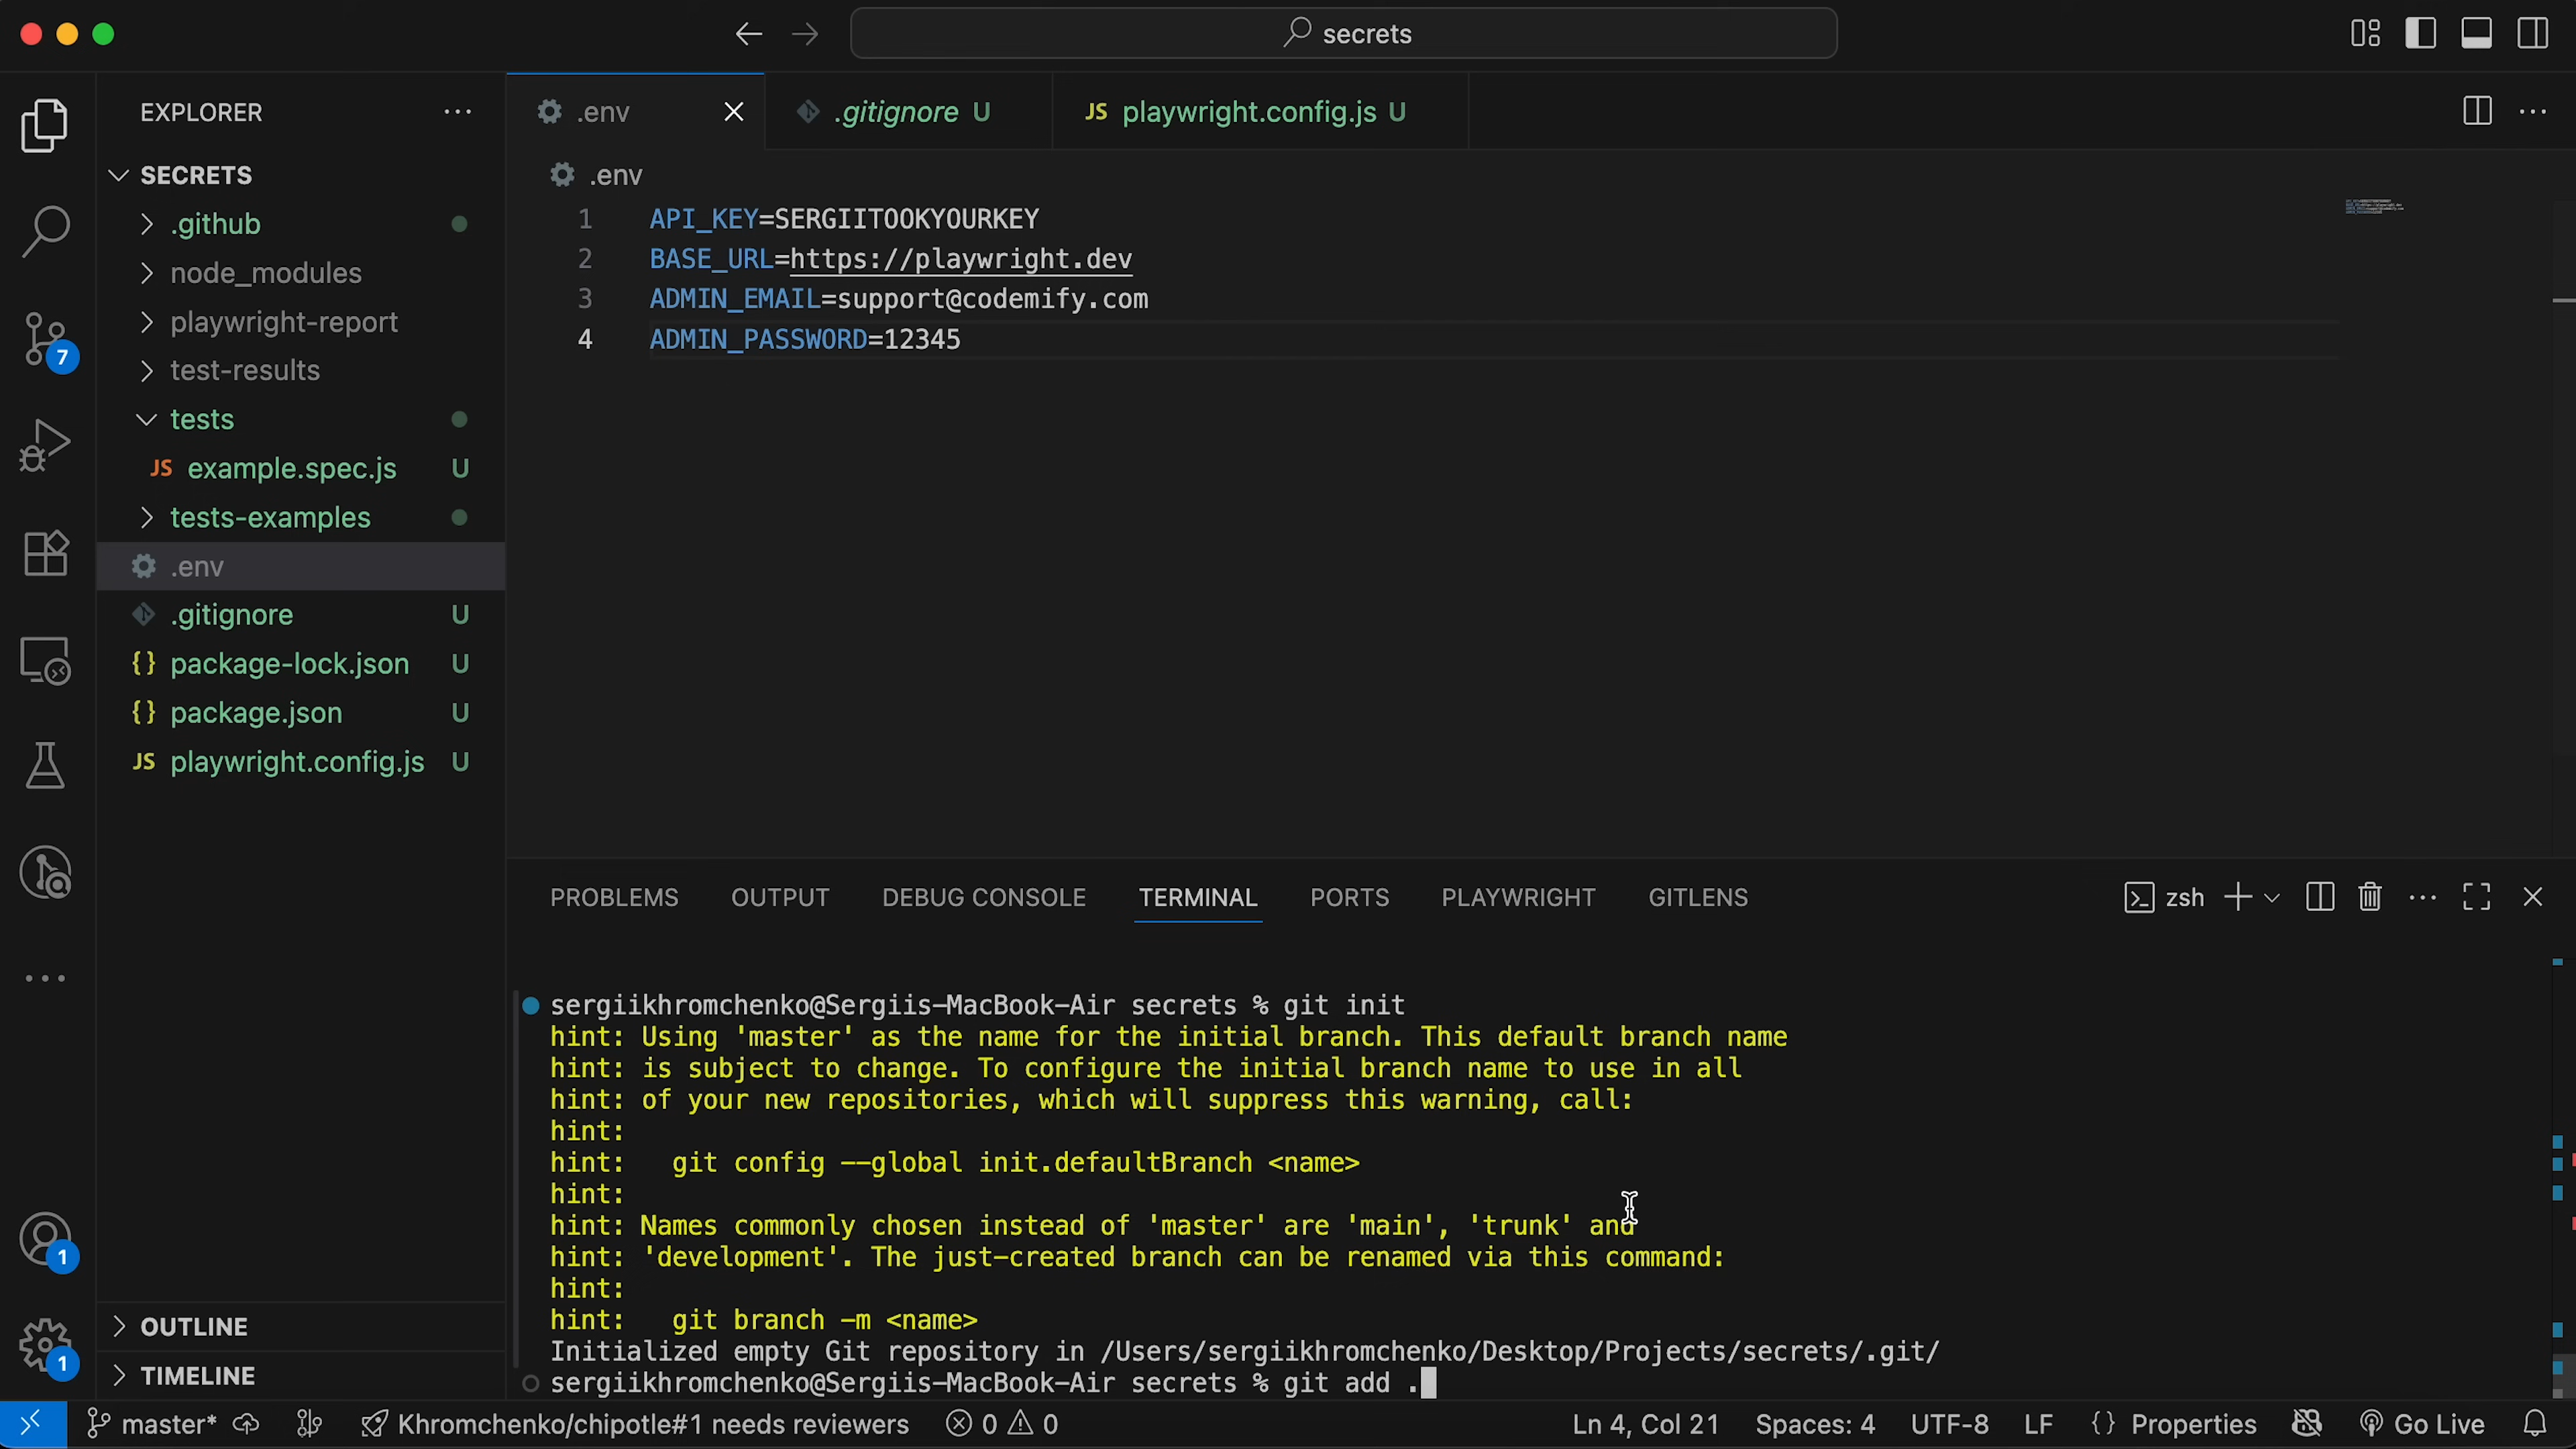 secrets
EXPLORER
SECRETS
.github
node_modules
playwright-report
test-results
tests
JS example.spec.js U
tests-examples
.env
.gitignore U
{} package-lock.json U
{} package.json U
JS playwright.config.js U
OUTLINE
TIMELINE
7
1
1
.env
.gitignore U
JS playwright.config.js U
.env
1 API_KEY=SERGIITOOKYOURKEY
2 BASE_URL=https://playwright.dev
3 ADMIN_EMAIL=support@codemify.com
4 ADMIN_PASSWORD=12345
PROBLEMS OUTPUT DEBUG CONSOLE TERMINAL PORTS PLAYWRIGHT GITLENS
zsh
sergiikhromchenko@Sergiis-MacBook-Air secrets % git init
hint: Using 'master' as the name for the initial branch. This default branch name
hint: is subject to change. To configure the initial branch name to use in all
hint: of your new repositories, which will suppress this warning, call:
hint:
hint:   git config --global init.defaultBranch <name>
hint:
hint: Names commonly chosen instead of 'master' are 'main', 'trunk' and
hint: 'development'. The just-created branch can be renamed via this command:
hint:
hint:   git branch -m <name>
Initialized empty Git repository in /Users/sergiikhromchenko/Desktop/Projects/secrets/.git/
sergiikhromchenko@Sergiis-MacBook-Air secrets % git add .
master* Khromchenko/chipotle#1 needs reviewers 0 0 Ln 4, Col 21 Spaces: 4 UTF-8 LF {} Properties Go Live